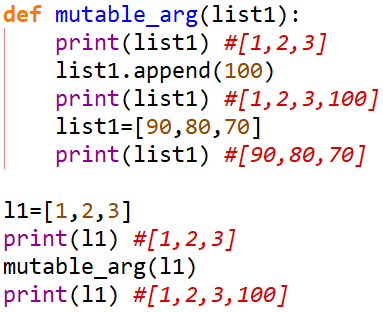 def mutable_arg(list1):
    print(list1) #[1,2,3]
    list1.append(100)
    print(list1) #[1,2,3,100]
    list1=[90,80,70]
    print(list1) #[90,80,70]

l1=[1,2,3]
print(l1) #[1,2,3]
mutable_arg(l1)
print(l1) #[1,2,3,100]